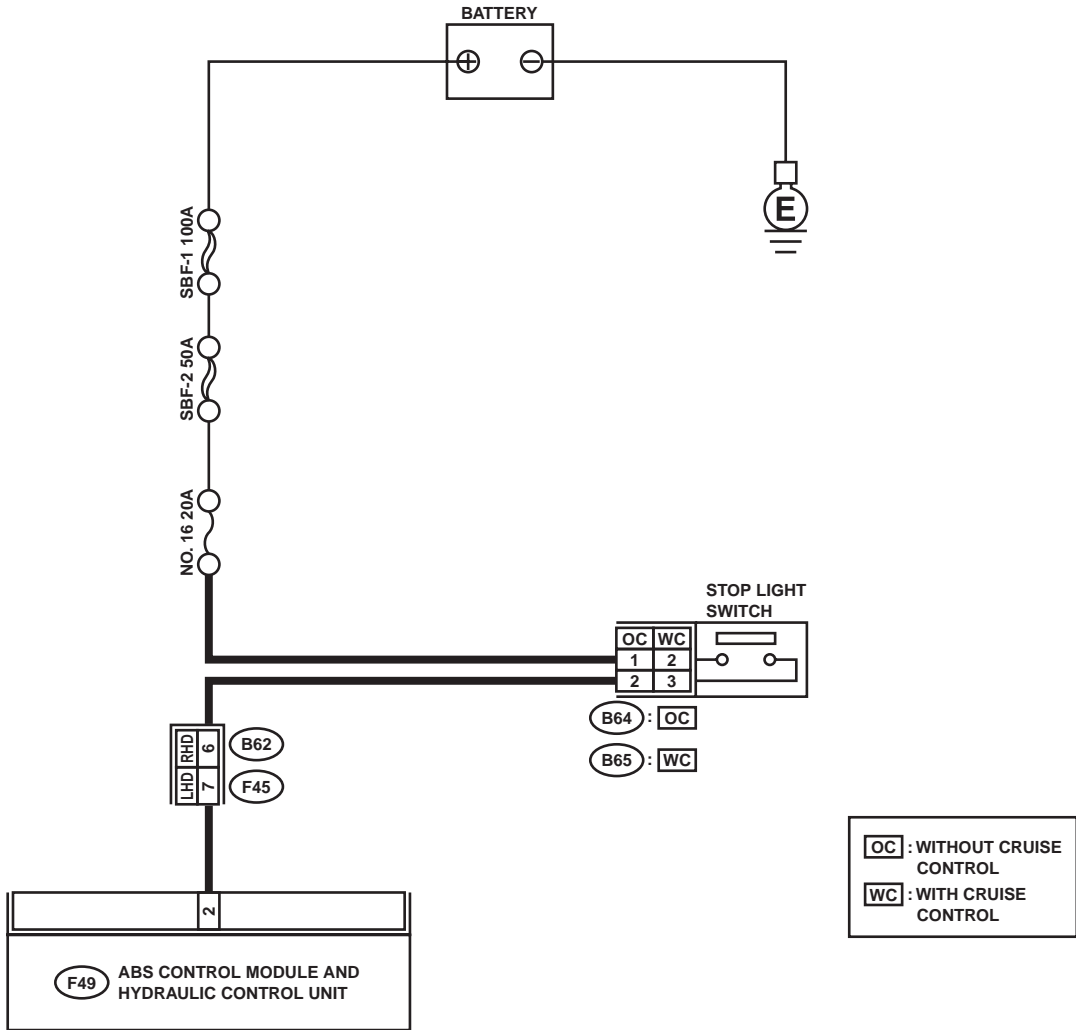 BATTERY
E
SBF-1 100A
SBF-2 50A
NO. 16 20A
STOP LIGHT
SWITCH
OC WC
1 2
2 3
B64 : OC
B65 : WC
RHD 6 B62
LHD 7 F45
2
F49 ABS CONTROL MODULE AND
HYDRAULIC CONTROL UNIT
OC : WITHOUT CRUISE
CONTROL
WC : WITH CRUISE
CONTROL